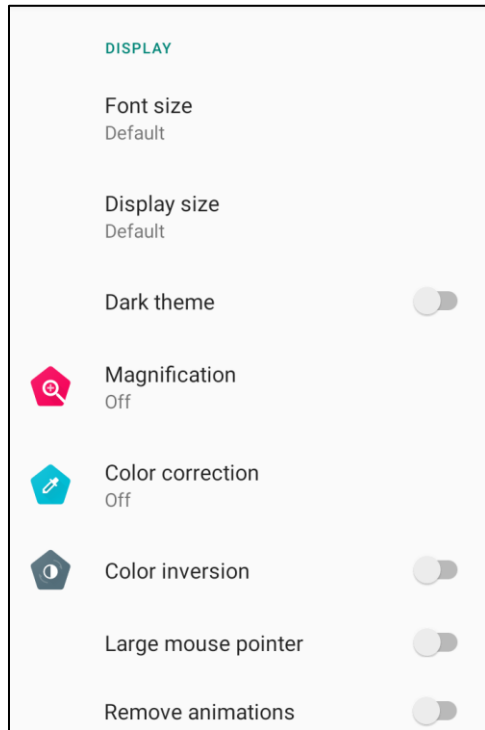 DISPLAY
Font size
Default
Display size
Default
Dark theme
Magnification
Off
Color correction
Off
Color inversion
Large mouse pointer
Remove animations